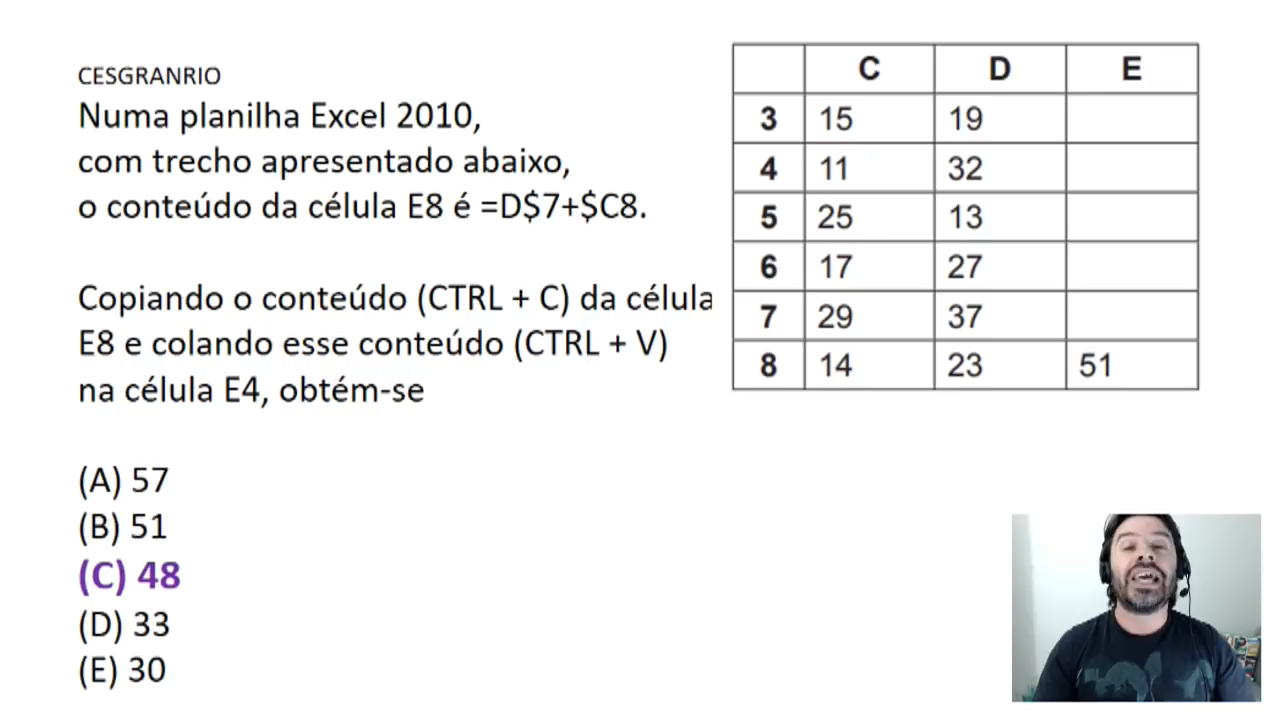 CESGRANRIO
Numa planilha Excel 2010,
com trecho apresentado abaixo,
o conteúdo da célula E8 é =D$7+$C8.
Copiando o conteúdo (CTRL + C) da célula
E8 e colando esse conteúdo (CTRL + V)
na célula E4, obtém-se
(A) 57
(B) 51
(C) 48
(D) 33
(E) 30
C D E
3 15 19
4 11 32
5 25 13
6 17 27
7 29 37
8 14 23 51